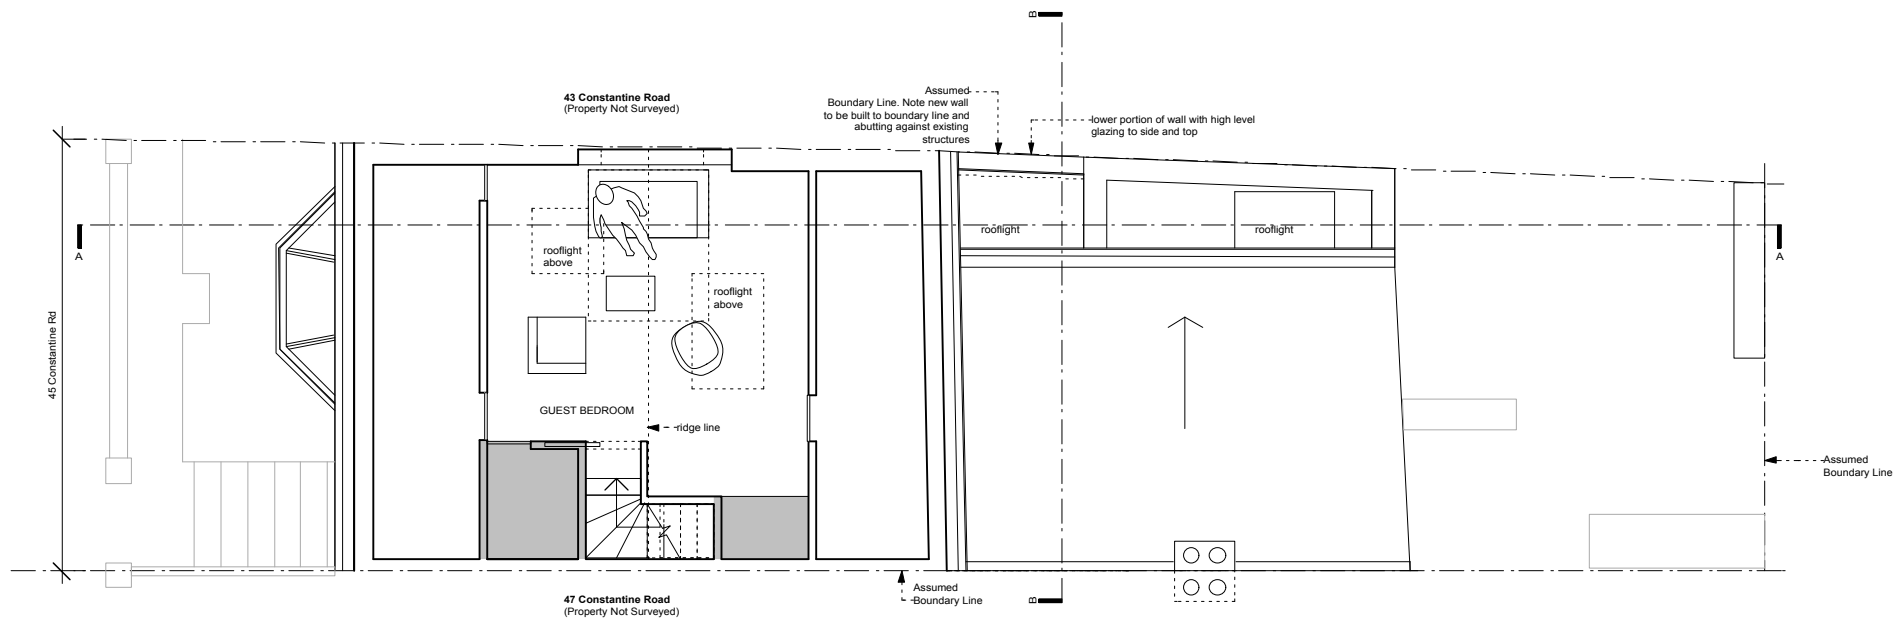 B
43 Constantine Road
(Property Not Surveyed)
Assumed
Boundary Line. Note new wall
to be built to boundary line and
abutting against existing
structures
lower portion of wall with high level
glazing to side and top
A
rooflight
above
rooflight
rooflight
A
rooflight
above
45 Constantine Rd
GUEST BEDROOM
ridge line
Assumed
Boundary Line
47 Constantine Road
(Property Not Surveyed)
Assumed
Boundary Line
B